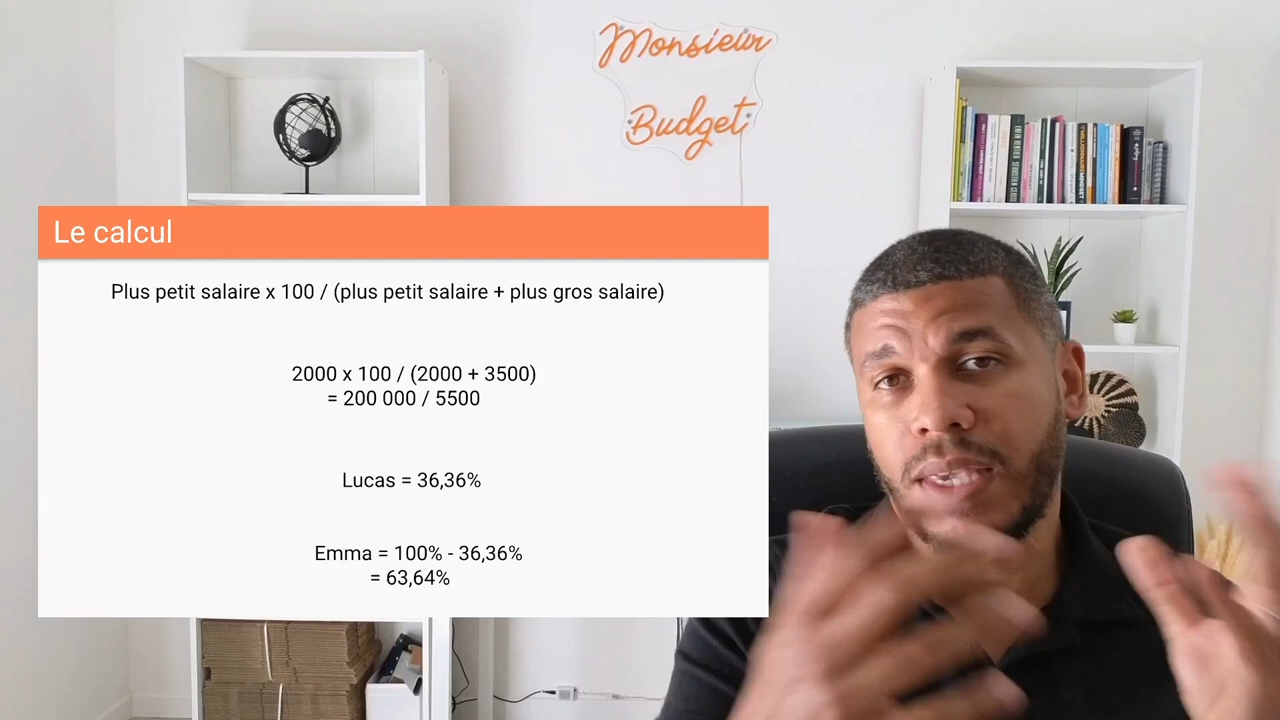 Monsieur
Budget
Le calcul
Plus petit salaire x 100 / (plus petit salaire + plus gros salaire)
2000 x 100 / (2000 + 3500)
= 200 000 / 5500
Lucas = 36,36%
Emma = 100% - 36,36%
= 63,64%